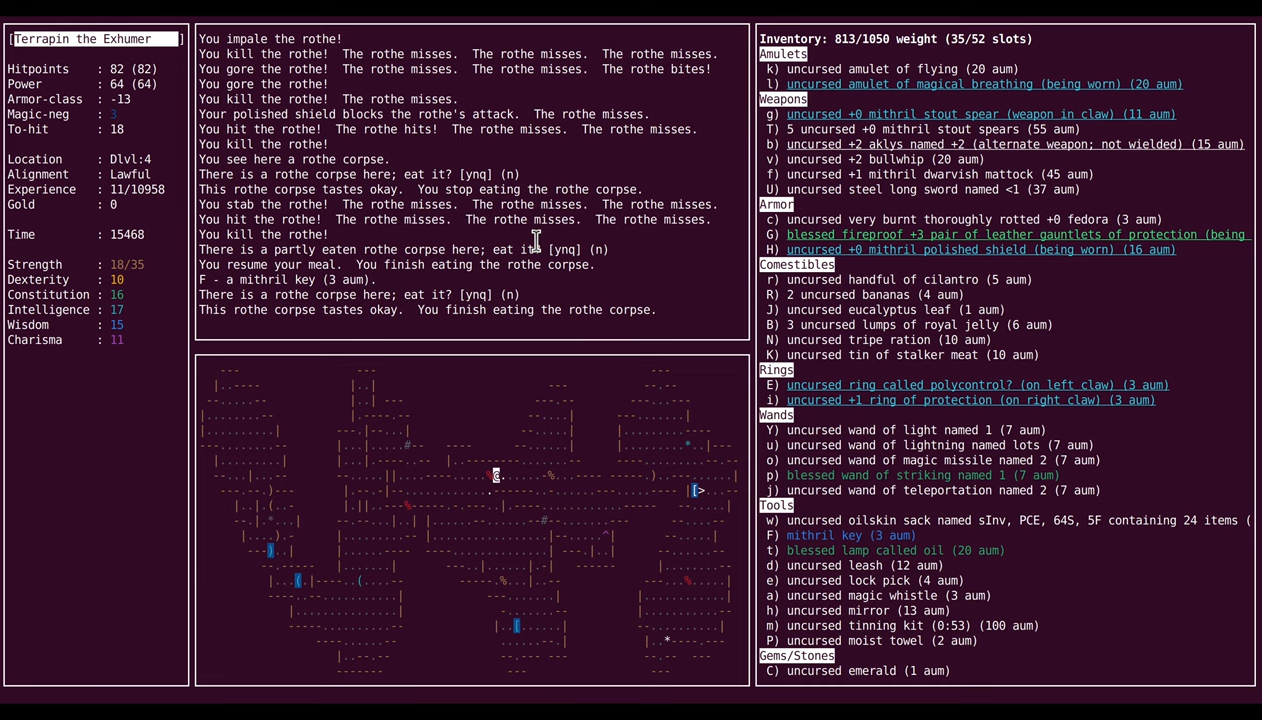 [Terrapin the Exhumer ]
Hitpoints : 82 (82)
Power : 64 (64)
Armor-class : -13
Magic-neg : 3
To-hit : 18
Location : Dlvl:4
Alignment : Lawful
Experience : 11/10958
Gold : 0
Time : 15468
Strength : 18/35
Dexterity : 10
Constitution : 16
Intelligence : 17
Wisdom : 15
Charisma : 11
You impale the rothe!
You kill the rothe!  The rothe misses.  The rothe misses.  The rothe misses.
You gore the rothe!  The rothe misses.  The rothe misses.  The rothe bites!
You gore the rothe!
You kill the rothe!  The rothe misses.
Your polished shield blocks the rothe's attack.  The rothe misses.
You hit the rothe!  The rothe hits!  The rothe misses.  The rothe misses.
You kill the rothe!
You see here a rothe corpse.
There is a rothe corpse here; eat it? [ynq] (n)
This rothe corpse tastes okay.  You stop eating the rothe corpse.
You stab the rothe!  The rothe misses.  The rothe misses.  The rothe misses.
You hit the rothe!  The rothe misses.  The rothe misses.  The rothe misses.
You kill the rothe!
There is a partly eaten rothe corpse here; eat it? [ynq] (n)
You resume your meal.  You finish eating the rothe corpse.
F - a mithril key (3 aum).
There is a rothe corpse here; eat it? [ynq] (n)
This rothe corpse tastes okay.  You finish eating the rothe corpse.
Inventory: 813/1050 weight (35/52 slots)
Amulets
k) uncursed amulet of flying (20 aum)
l) uncursed amulet of magical breathing (being worn) (20 aum)
Weapons
g) uncursed +0 mithril stout spear (weapon in claw) (11 aum)
T) 5 uncursed +0 mithril stout spears (55 aum)
b) uncursed +2 aklys named +2 (alternate weapon; not wielded) (15 aum)
v) uncursed +2 bullwhip (20 aum)
f) uncursed +1 mithril dwarvish mattock (45 aum)
U) uncursed steel long sword named <1 (37 aum)
Armor
c) uncursed very burnt thoroughly rotted +0 fedora (3 aum)
G) blessed fireproof +3 pair of leather gauntlets of protection (being
H) uncursed +0 mithril polished shield (being worn) (16 aum)
Comestibles
r) uncursed handful of cilantro (5 aum)
R) 2 uncursed bananas (4 aum)
J) uncursed eucalyptus leaf (1 aum)
B) 3 uncursed lumps of royal jelly (6 aum)
N) uncursed tripe ration (10 aum)
K) uncursed tin of stalker meat (10 aum)
Rings
E) uncursed ring called polycontrol? (on left claw) (3 aum)
i) uncursed +1 ring of protection (on right claw) (3 aum)
Wands
Y) uncursed wand of light named 1 (7 aum)
u) uncursed wand of lightning named lots (7 aum)
o) uncursed wand of magic missile named 2 (7 aum)
p) blessed wand of striking named 1 (7 aum)
j) uncursed wand of teleportation named 2 (7 aum)
Tools
w) uncursed oilskin sack named sInv, PCE, 64S, 5F containing 24 items (
F) mithril key (3 aum)
t) blessed lamp called oil (20 aum)
d) uncursed leash (12 aum)
e) uncursed lock pick (4 aum)
a) uncursed magic whistle (3 aum)
h) uncursed mirror (13 aum)
m) uncursed tinning kit (0:53) (100 aum)
P) uncursed moist towel (2 aum)
Gems/Stones
C) uncursed emerald (1 aum)